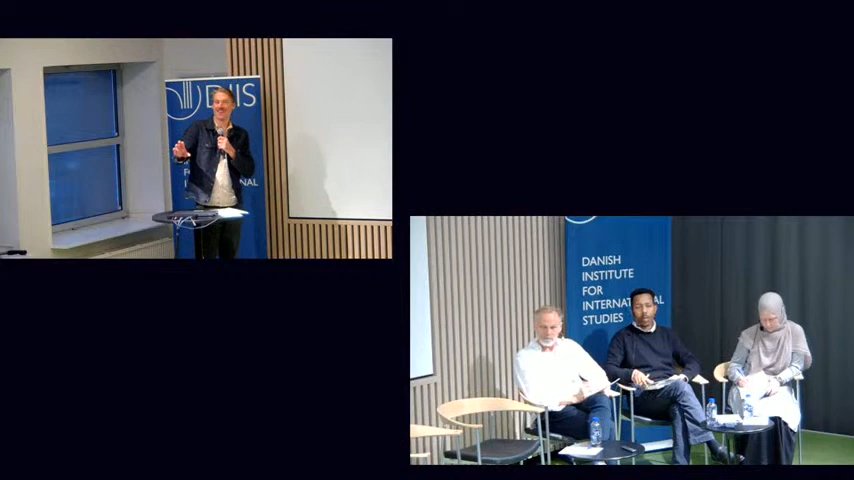 DIIS
DANISH
INSTITUTE
FOR
INTERNATIONAL
STUDIES